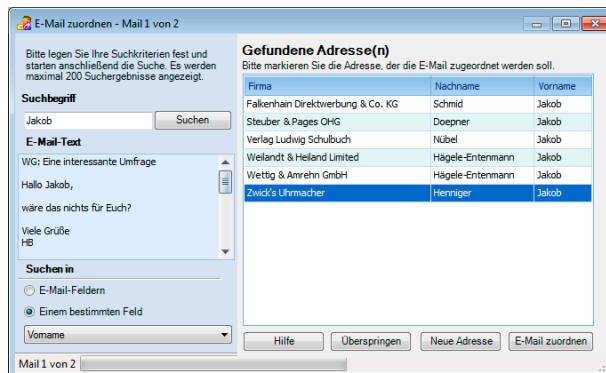 E-Mail zuordnen - Mail 1 von 2
Bitte legen Sie Ihre Suchkriterien fest und
starten anschließend die Suche. Es werden
maximal 200 Suchergebnisse angezeigt.
Suchbegriff
Jakob
Suchen
E-Mail-Text
WG: Eine interessante Umfrage
Hallo Jakob,
wäre das nichts für Euch?
Viele Grüße
HB
Suchen in
E-Mail-Feldern
Einem bestimmten Feld
Vorname
Gefundene Adresse(n)
Bitte markieren Sie die Adresse, der die E-Mail zugeordnet werden soll.
Firma Nachname Vorname
Falkenhain Direktwerbung & Co. KG Schmid Jakob
Steuber & Pages OHG Doepner Jakob
Verlag Ludwig Schulbuch Nübel Jakob
Weilandt & Heiland Limited Hägele-Entenmann Jakob
Wettig & Amrehn GmbH Hägele-Entenmann Jakob
Zwick's Uhrmacher Henniger Jakob
Hilfe Überspringen Neue Adresse E-Mail zuordnen
Mail 1 von 2